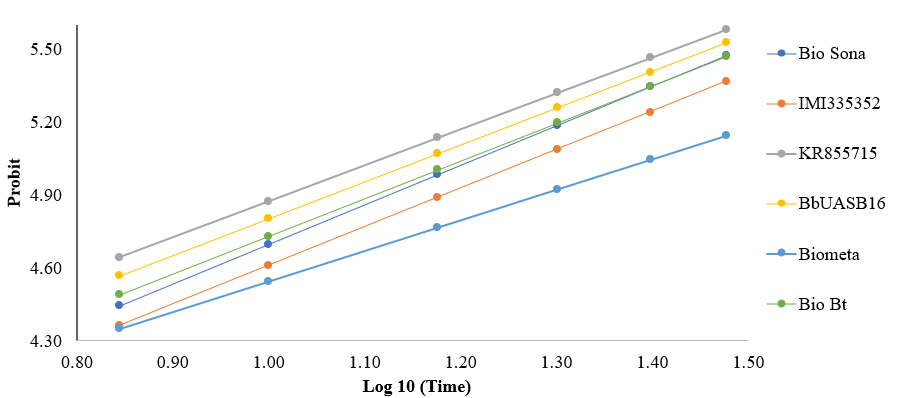 5.50
5.20
4.90
4.60
4.30
Probit
0.80 0.90 1.00 1.10 1.20 1.30 1.40 1.50
Log 10 (Time)
Bio Sona
IMI335352
KR855715
BbUASB16
Biometa
Bio Bt